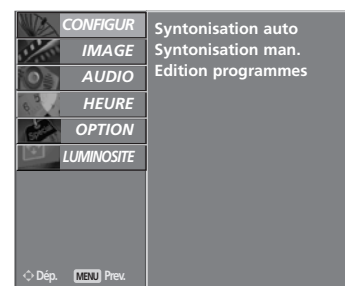 CONFIGUR
IMAGE
AUDIO
HEURE
OPTION
LUMINOSITE
Syntonisation auto
Syntonisation man.
Edition programmes
Dép. MENU Prev.